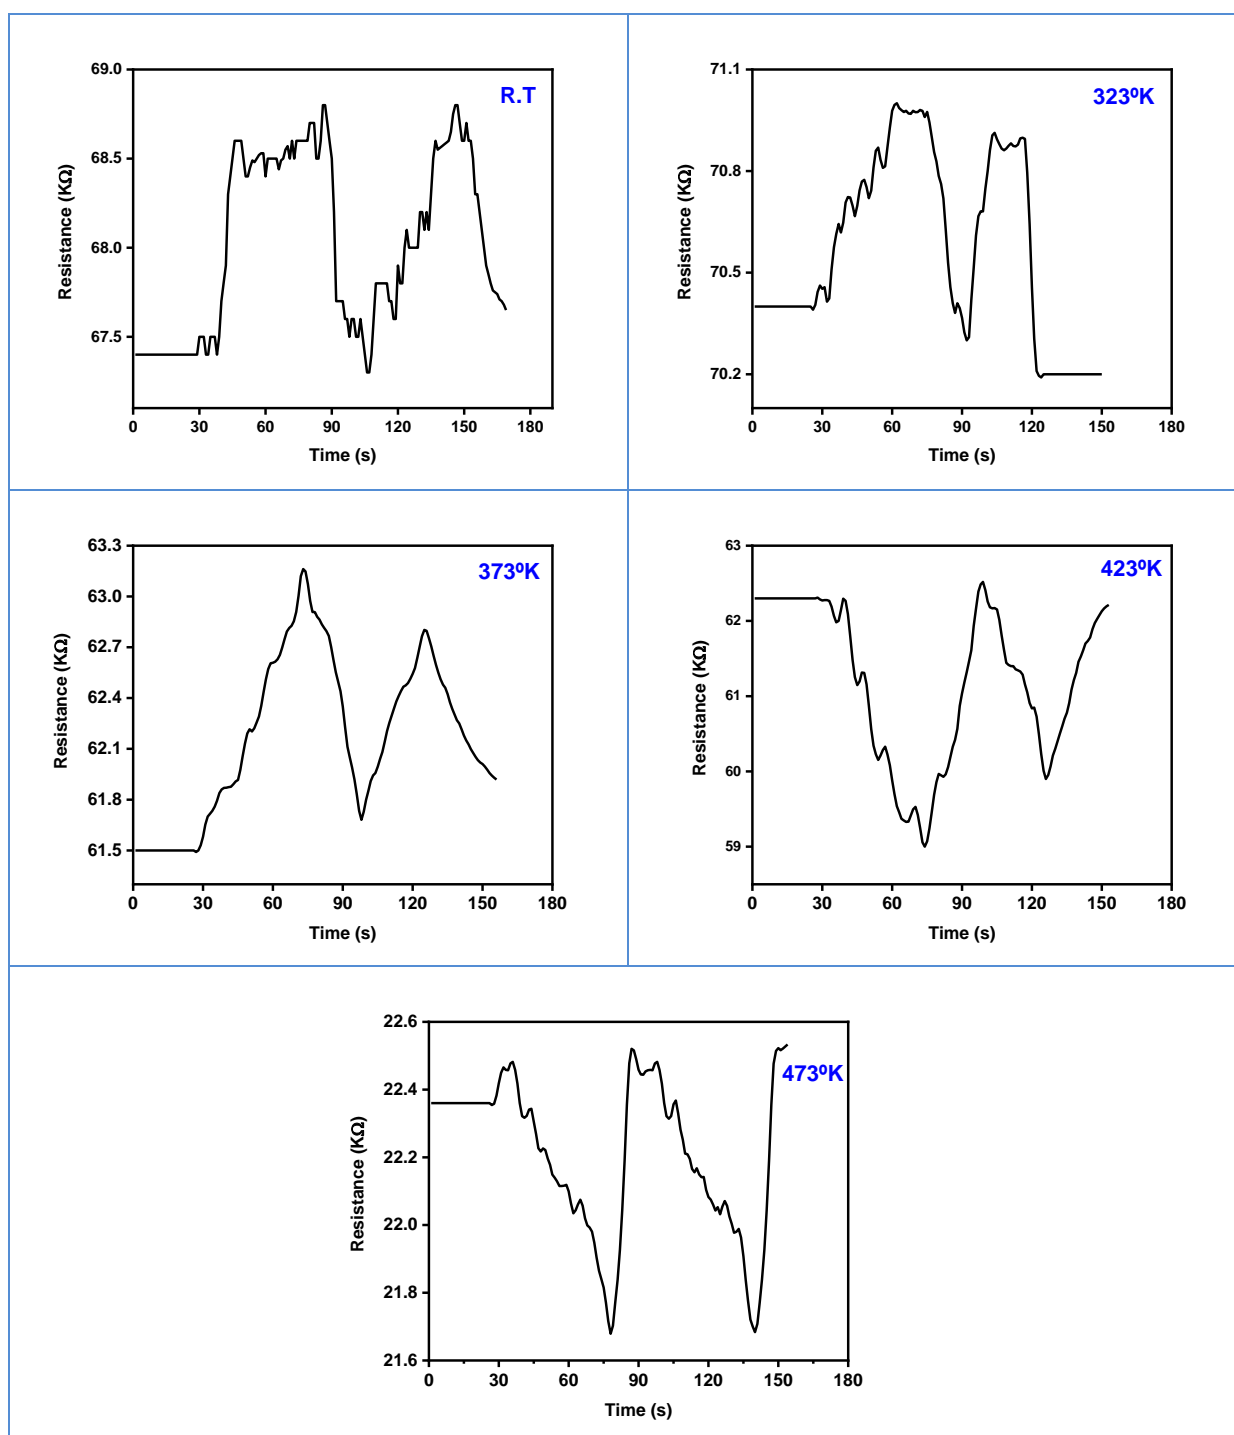 69.0
R.T
68.5
68.0
67.5
Resistance (KΩ)
0 30 60 90 120 150 180
Time (s)
71.1
323⁰K
70.8
70.5
70.2
Resistance (KΩ)
0 30 60 90 120 150 180
Time (s)
63.3
373⁰K
63.0
62.7
62.4
62.1
61.8
61.5
Resistance (KΩ)
0 30 60 90 120 150 180
Time (s)
63
423⁰K
62
61
60
59
Resistance (KΩ)
0 30 60 90 120 150 180
Time (s)
22.6
473⁰K
22.4
22.2
22.0
21.8
21.6
Resistance (KΩ)
0 30 60 90 120 150 180
Time (s)